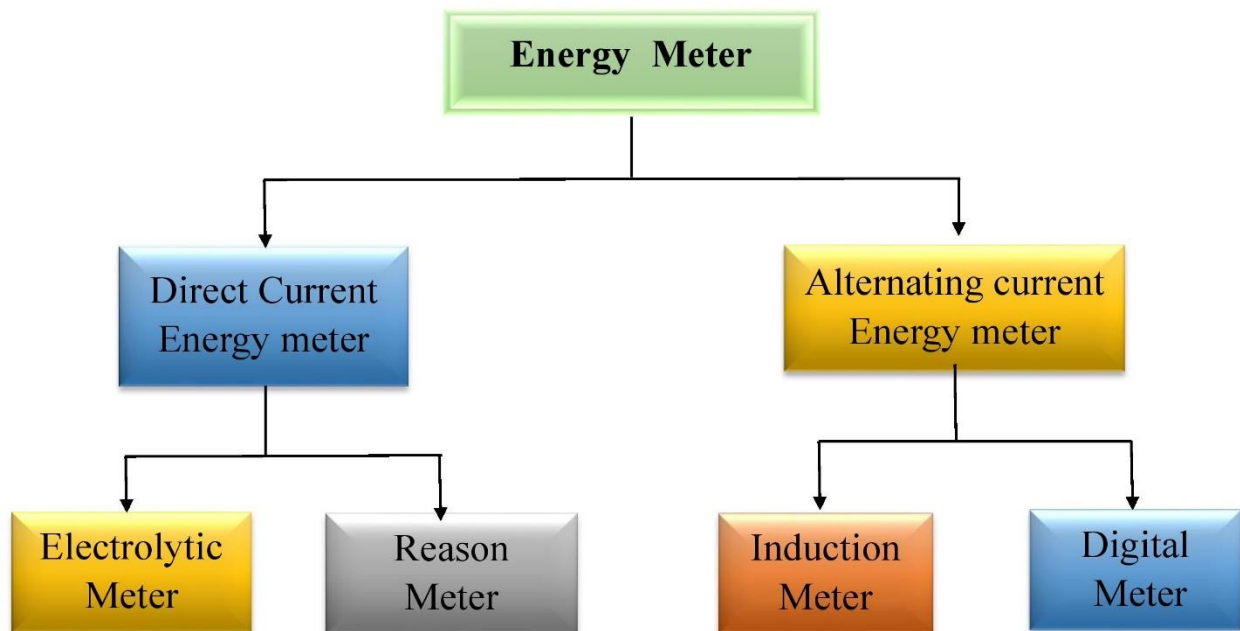 Energy Meter
Direct Current
Energy meter
Alternating current
Energy meter
Electrolytic
Meter
Reason
Meter
Induction
Meter
Digital
Meter